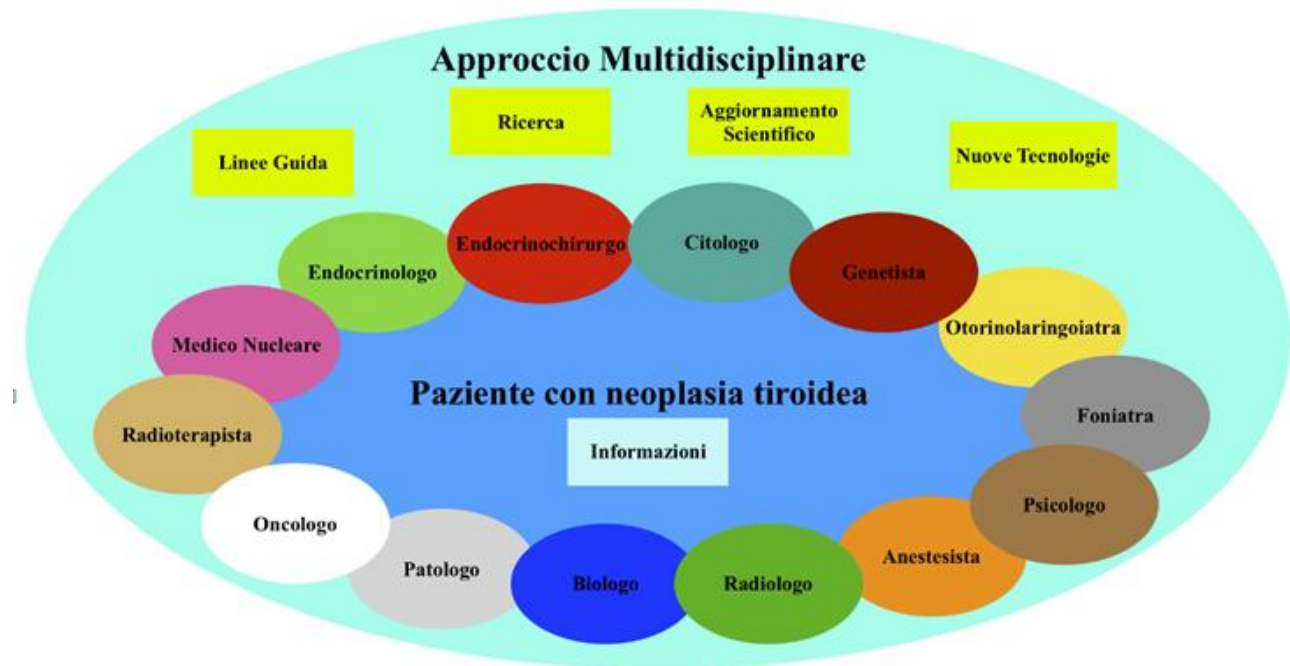 Approccio Multidisciplinare
Linee Guida
Ricerca
Aggiornamento
Scientifico
Nuove Tecnologie
Endocrinologo
Endocrinochirurgo
Citologo
Genetista
Medico Nucleare
Otorinolaringoiatra
Paziente con neoplasia tiroidea
Informazioni
Radioterapista
Foniatra
Oncologo
Psicologo
Patologo
Biologo
Radiologo
Anestesista